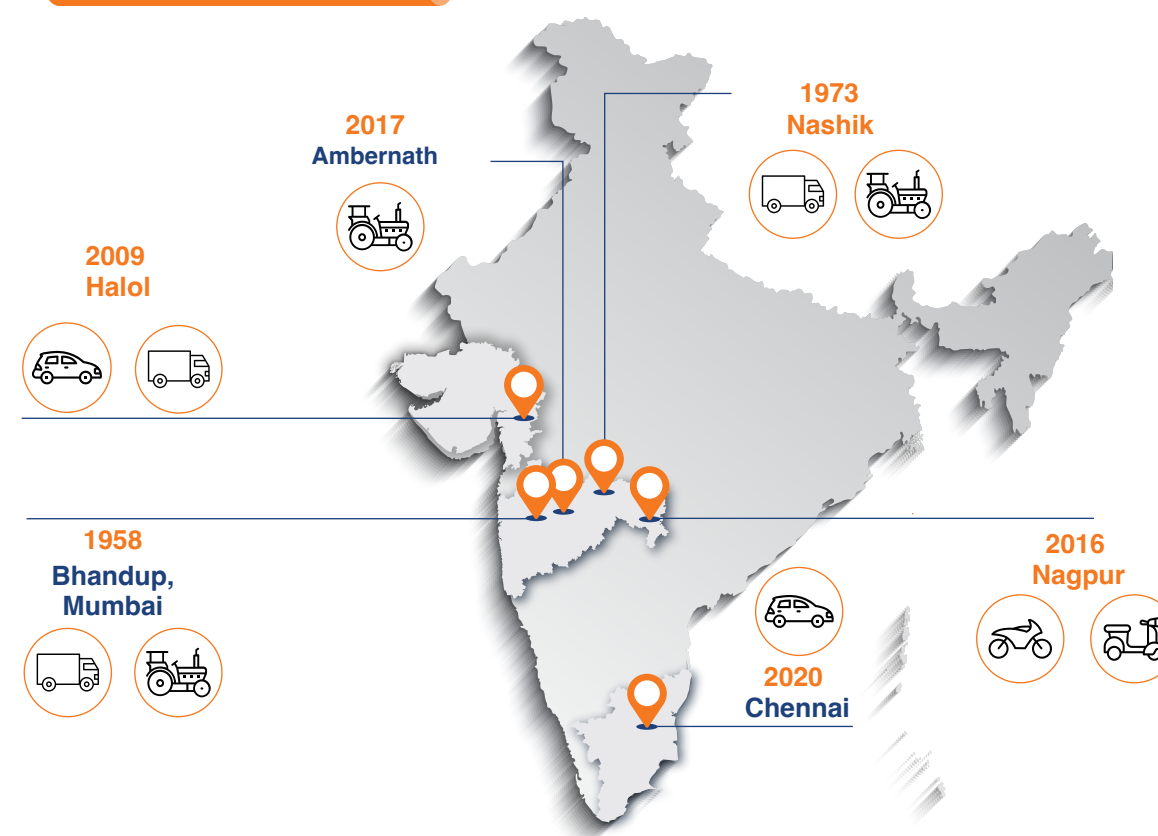 1973
Nashik
2017
Ambernath
2009
Halol
1958
Bhandup,
Mumbai
2016
Nagpur
2020
Chennai